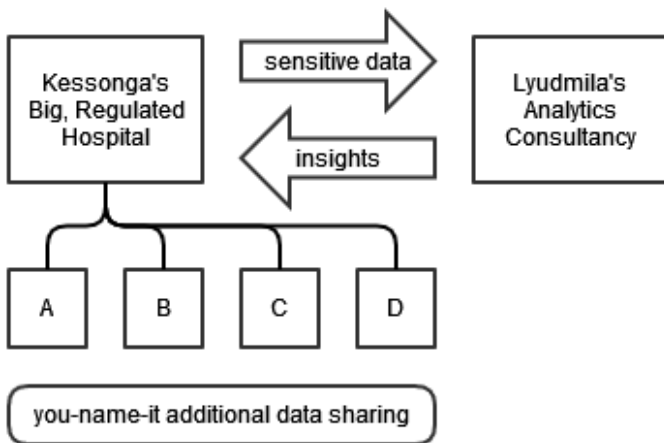 Kessonga's
Big, Regulated
Hospital
sensitive data
insights
Lyudmila's
Analytics
Consultancy
A
B
C
D
you-name-it additional data sharing